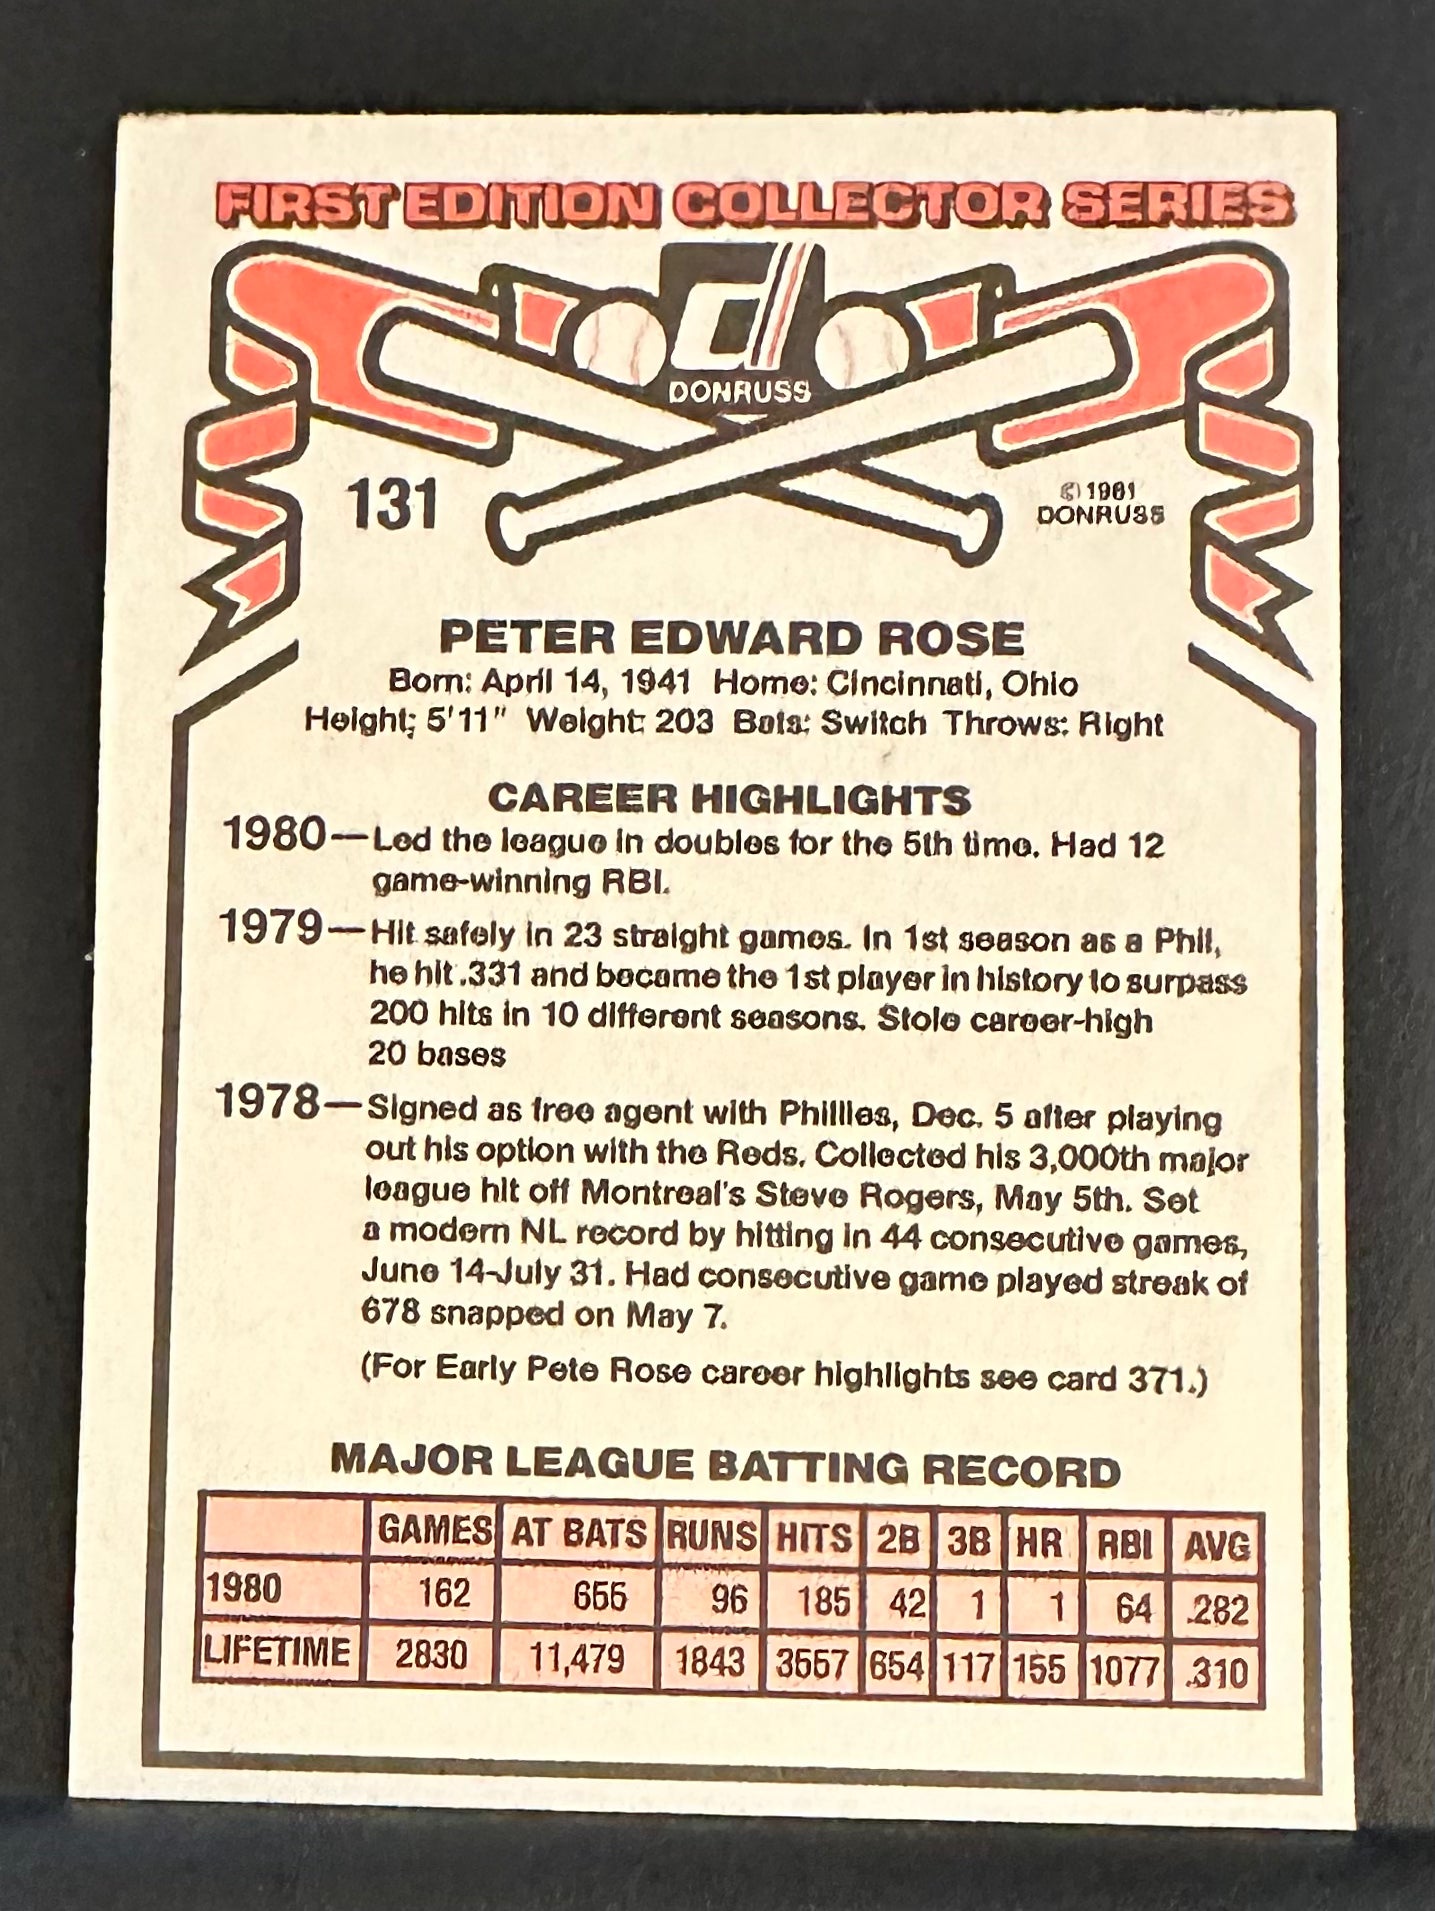 FIRST EDITION COLLECTOR SERIES
DONRUSS
131
© 1981
DONRUSS
PETER EDWARD ROSE
Born: April 14, 1941 Home: Cincinnati, Ohio
Height; 5'11" Weight: 203 Bats: Switch Throws: Right
CAREER HIGHLIGHTS
1980—Led the league in doubles for the 5th time. Had 12
game-winning RBI.
1979—Hit safely in 23 straight games. In 1st season as a Phil,
he hit .331 and became the 1st player in history to surpass
200 hits in 10 different seasons. Stole career-high
20 bases
1978—Signed as free agent with Phillies, Dec. 5 after playing
out his option with the Reds. Collected his 3,000th major
league hit off Montreal's Steve Rogers, May 5th. Set
a modern NL record by hitting in 44 consecutive games,
June 14-July 31. Had consecutive game played streak of
678 snapped on May 7.
(For Early Pete Rose career highlights see card 371.)
MAJOR LEAGUE BATTING RECORD
GAMES AT BATS RUNS HITS 2B 3B HR RBI AVG
1980 162 655 96 185 42 1 1 64 .282
LIFETIME 2830 11,479 1843 3557 654 117 155 1077 .310